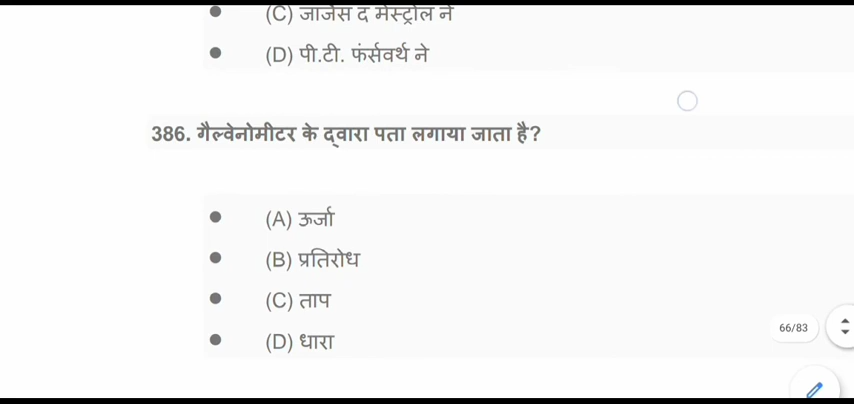 (C) जार्जेस द मेस्ट्रोल ने
(D) पी.टी. फंर्सवर्थ ने
386. गैल्वेनोमीटर के द्वारा पता लगाया जाता है?
(A) ऊर्जा
(B) प्रतिरोध
(C) ताप
(D) धारा
66/83